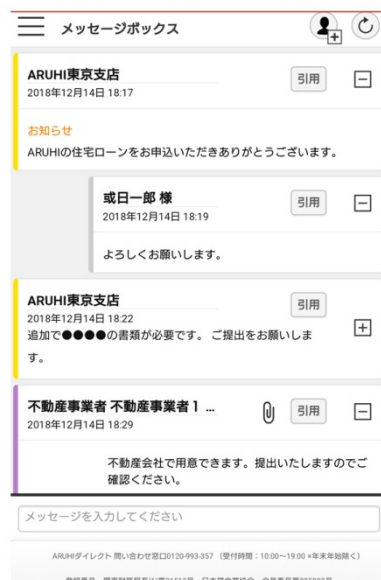 メッセージボックス
ARUHI東京支店
引用
2018年12月14日 18:17
お知らせ
ARUHIの住宅ローンをお申込いただきありがとうございます。
或日一郎 様
引用
2018年12月14日 18:19
よろしくお願いします。
ARUHI東京支店
引用
2018年12月14日 18:22
追加で●●●●の書類が必要です。 ご提出をお願いしま
す。
不動産事業者 不動産事業者１ ...
引用
2018年12月14日 18:29
不動産会社で用意できます。提出いたしますのでご
確認ください。
メッセージを入力してください
ARUHIダイレクト 問い合わせ窓口0120-993-357 （受付時間：10:00～19:00 ※年末年始除く）